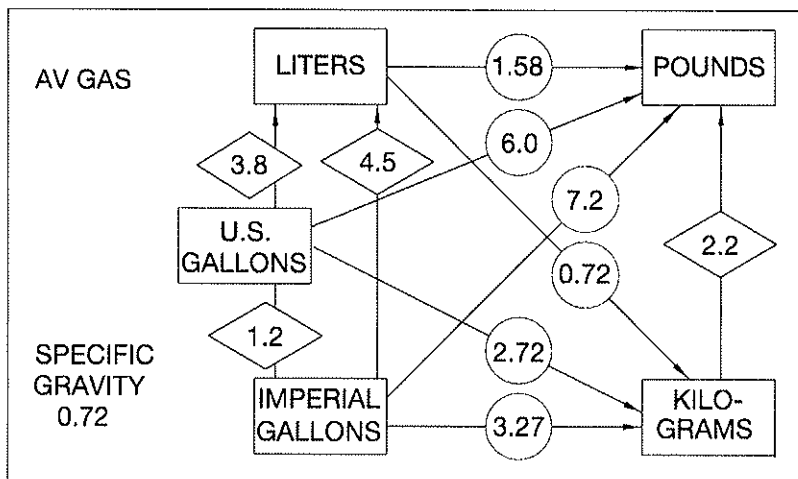 AV GAS
LITERS
1.58
POUNDS
3.8
4.5
6.0
7.2
U.S.
GALLONS
2.2
0.72
1.2
SPECIFIC
GRAVITY
0.72
2.72
IMPERIAL
GALLONS
3.27
KILO-
GRAMS